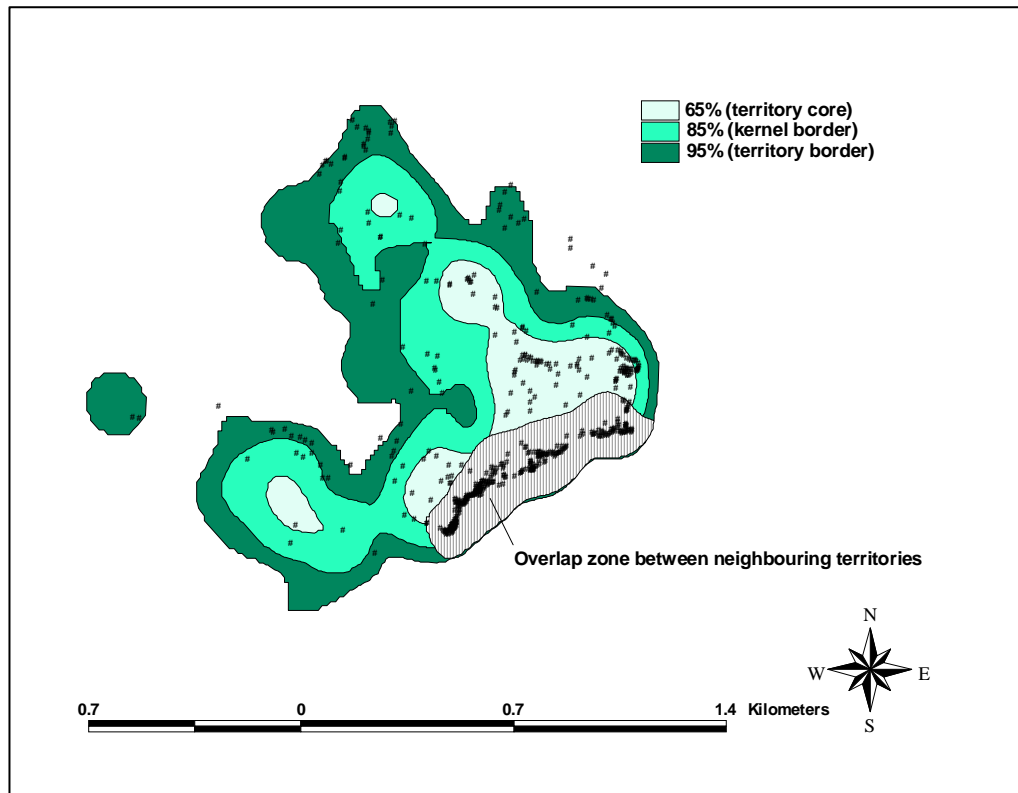 65% (territory core)
85% (kernel border)
95% (territory border)
Overlap zone between neighbouring territories
N
W E
S
0.7 0 0.7 1.4 Kilometers